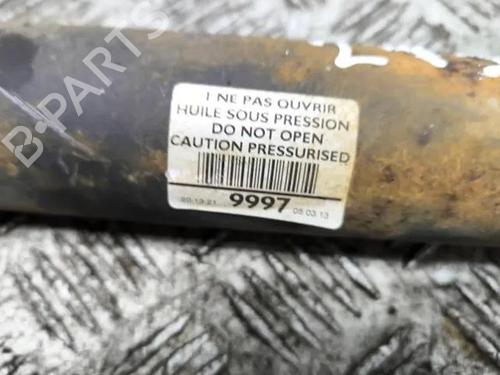 ! NE PAS OUVRIR
HUILE SOUS PRESSION
DO NOT OPEN
CAUTION PRESSURISED
9997 05.03.13
B-PARTS